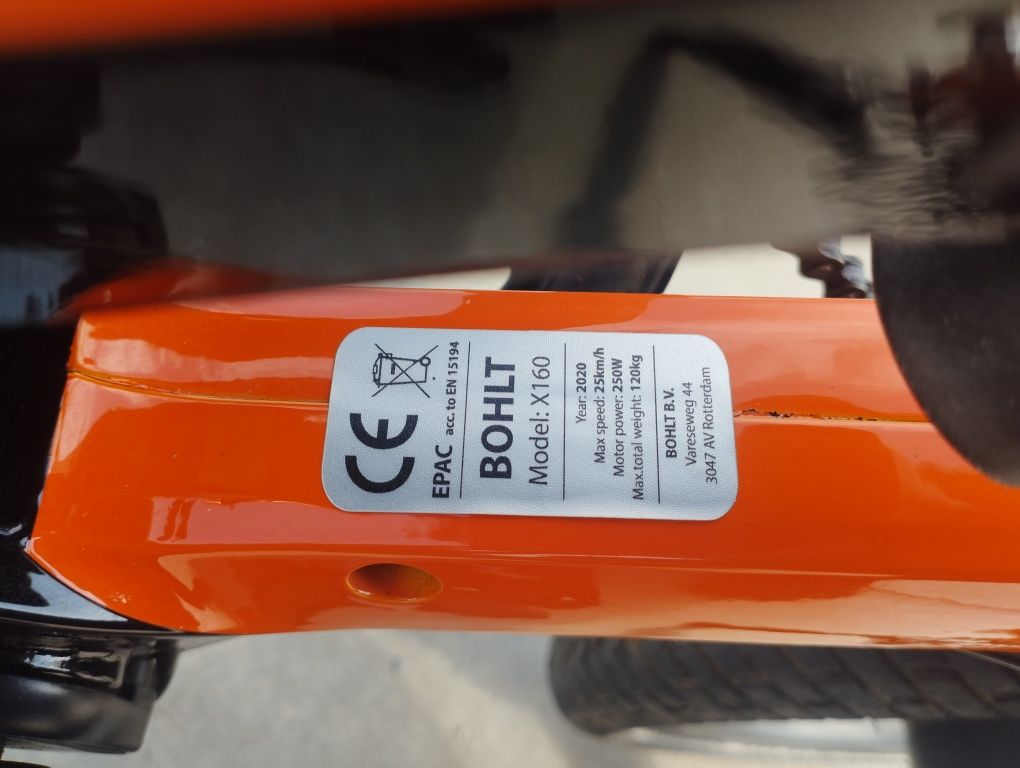 CE
EPAC acc. to EN 15194
BOHLT
Model: X160
Year: 2020
Max speed: 25km/h
Motor power: 250W
Max.total weight: 120kg
BOHLT B.V.
Vareseweg 44
3047 AV Rotterdam